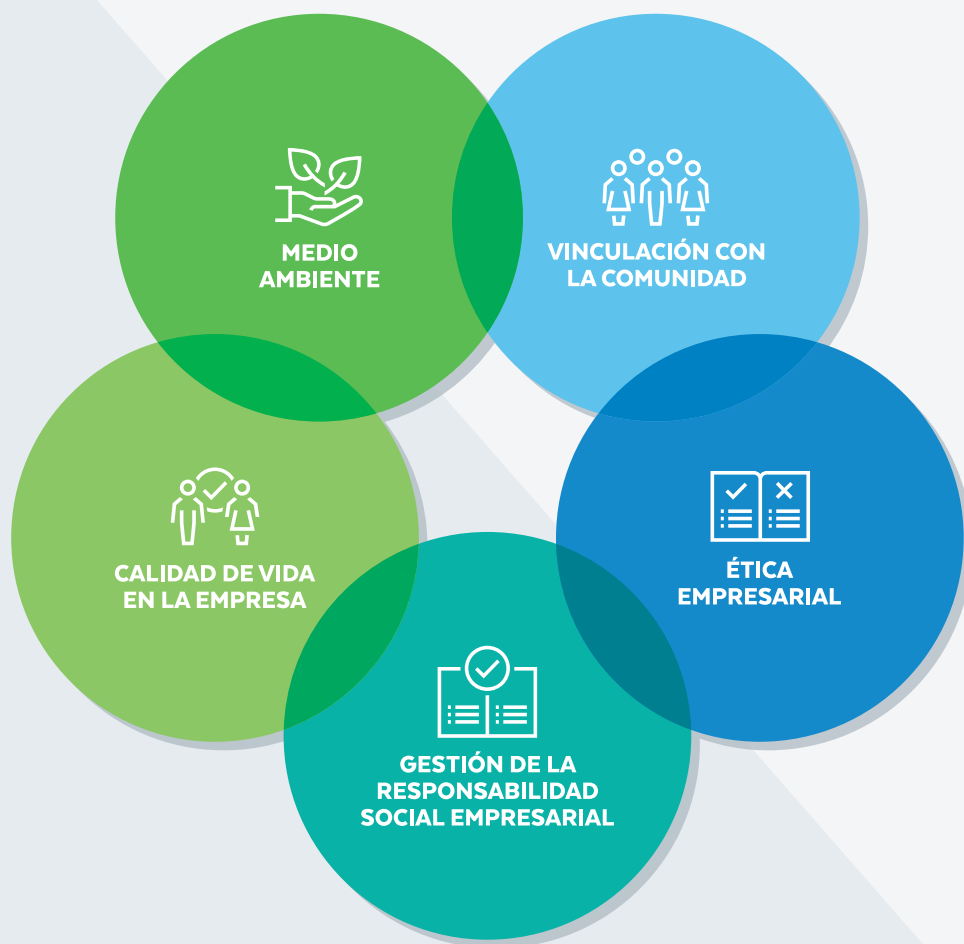 MEDIO
AMBIENTE
VINCULACIÓN CON
LA COMUNIDAD
CALIDAD DE VIDA
EN LA EMPRESA
ÉTICA
EMPRESARIAL
GESTIÓN DE LA
RESPONSABILIDAD
SOCIAL EMPRESARIAL